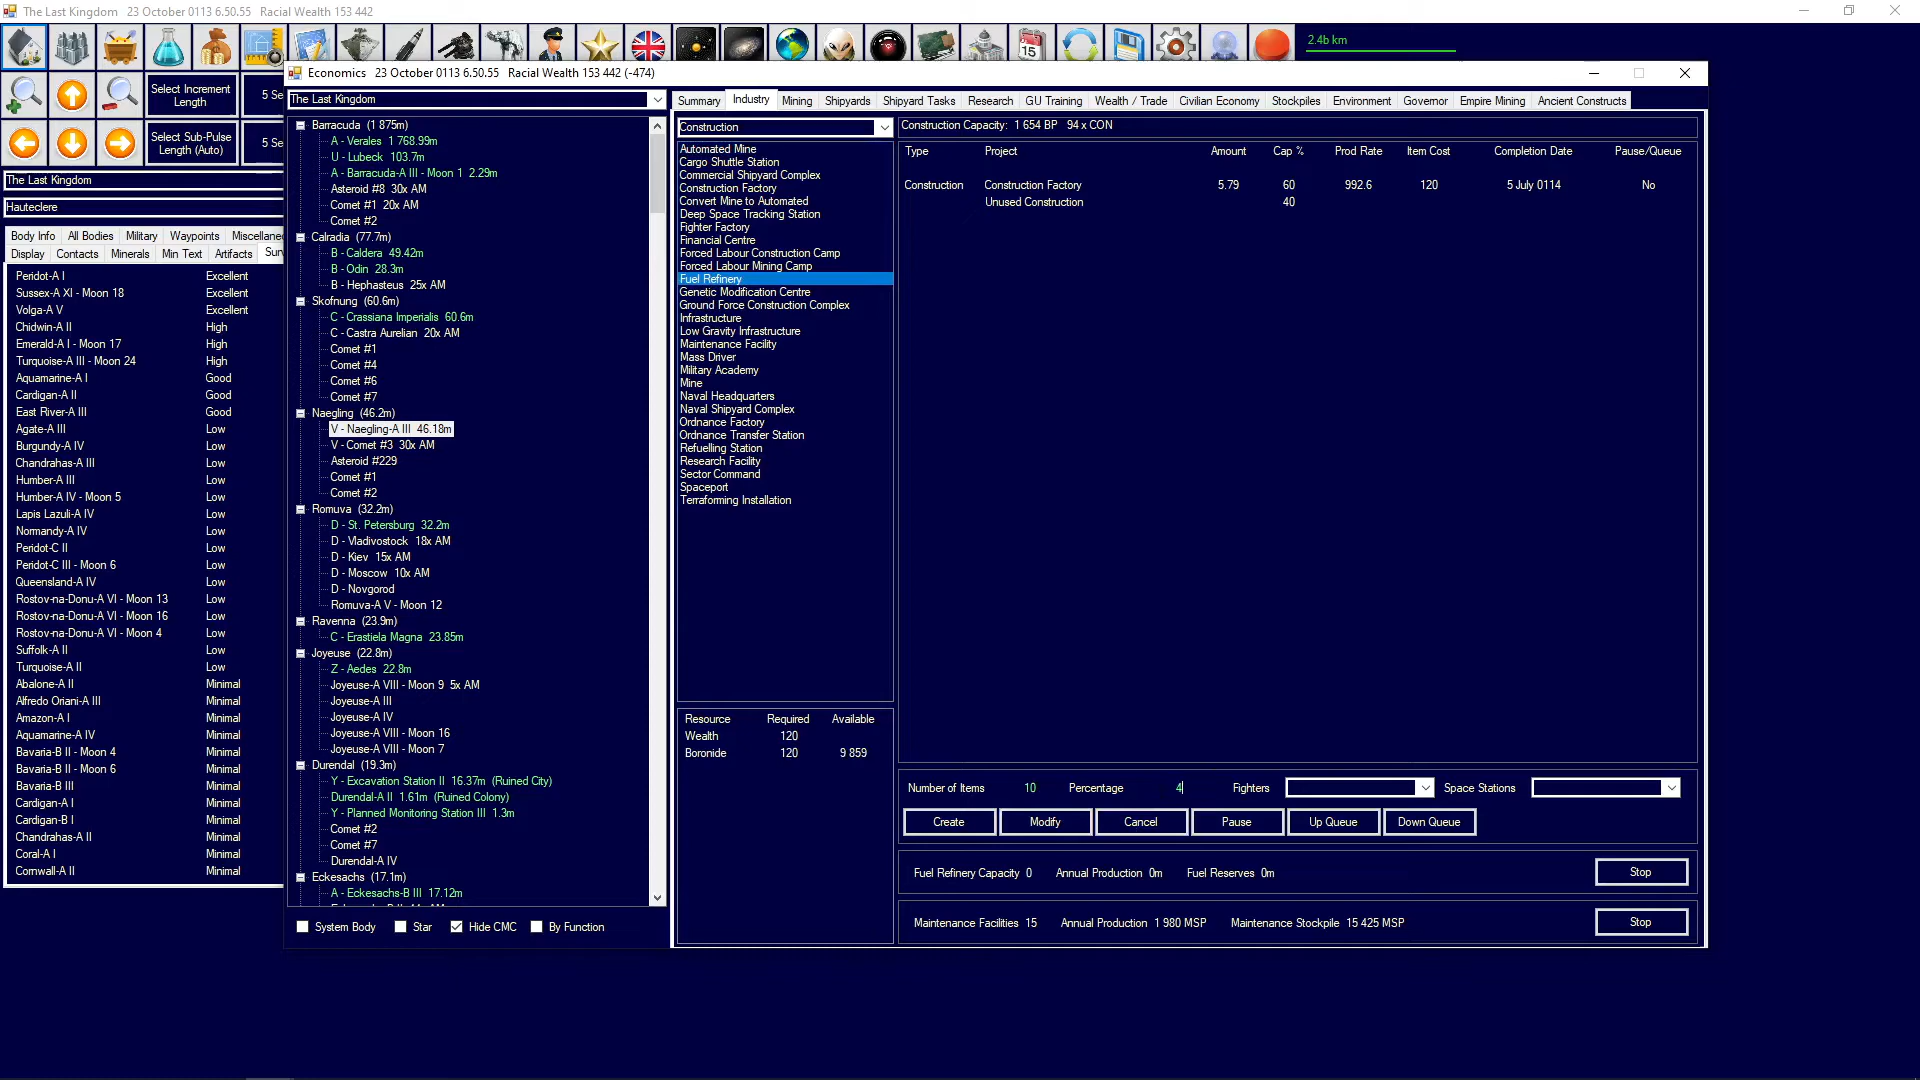 The Last Kingdom   23 October 0113 6.50.55   Racial Wealth 153 442
2.4b km
Economics   23 October 0113 6.50.55   Racial Wealth 153 442 (-474)
Select Increment Length
5 Se
Select Sub-Pulse Length (Auto)
5 Se
The Last Kingdom
Hauteclere
Body Info   All Bodies   Military   Waypoints   Miscellane
Display   Contacts   Minerals   Min Text   Artifacts   Sur
Peridot-A I   Excellent
Sussex-A XI - Moon 18   Excellent
Volga-A V   Excellent
Chidwin-A II   High
Emerald-A I - Moon 17   High
Turquoise-A III - Moon 24   High
Aquamarine-A I   Good
Cardigan-A II   Good
East River-A III   Good
Agate-A III   Low
Burgundy-A IV   Low
Chandrahas-A III   Low
Humber-A III   Low
Humber-A IV - Moon 5   Low
Lapis Lazuli-A IV   Low
Normandy-A IV   Low
Peridot-C II   Low
Peridot-C III - Moon 6   Low
Queensland-A IV   Low
Rostov-na-Donu-A VI - Moon 13   Low
Rostov-na-Donu-A VI - Moon 16   Low
Rostov-na-Donu-A VI - Moon 4   Low
Suffolk-A II   Low
Turquoise-A II   Low
Abalone-A II   Minimal
Alfredo Oriani-A III   Minimal
Amazon-A I   Minimal
Aquamarine-A IV   Minimal
Bavaria-B II - Moon 4   Minimal
Bavaria-B II - Moon 6   Minimal
Bavaria-B III   Minimal
Cardigan-A I   Minimal
Cardigan-B I   Minimal
Chandrahas-A II   Minimal
Coral-A I   Minimal
Cornwall-A II   Minimal
The Last Kingdom
Barracuda (1 875m)
A - Verales 1 768.99m
U - Lubeck 103.7m
A - Barracuda-A III - Moon 1 2.29m
Asteroid #8 30x AM
Comet #1 20x AM
Comet #2
Calradia (77.7m)
B - Caldera 49.42m
B - Odin 28.3m
B - Hephasteus 25x AM
Skofnung (60.6m)
C - Crassiana Imperialis 60.6m
C - Castra Aurelian 20x AM
Comet #1
Comet #4
Comet #6
Comet #7
Naegling (46.2m)
V - Naegling-A III 46.18m
V - Comet #3 30x AM
Asteroid #229
Comet #1
Comet #2
Romuva (32.2m)
D - St. Petersburg 32.2m
D - Vladivostock 18x AM
D - Kiev 15x AM
D - Moscow 10x AM
D - Novgorod
Romuva-A V - Moon 12
Ravenna (23.9m)
C - Erastiela Magna 23.85m
Joyeuse (22.8m)
Z - Aedes 22.8m
Joyeuse-A VIII - Moon 9 5x AM
Joyeuse-A III
Joyeuse-A IV
Joyeuse-A VIII - Moon 16
Joyeuse-A VIII - Moon 7
Durendal (19.3m)
Y - Excavation Station II 16.37m (Ruined City)
Durendal-A II 1.61m (Ruined Colony)
Y - Planned Monitoring Station III 1.3m
Comet #2
Comet #7
Durendal-A IV
Eckesachs (17.1m)
A - Eckesachs-B III 17.12m
System Body   Star   Hide CMC   By Function
Summary   Industry   Mining   Shipyards   Shipyard Tasks   Research   GU Training   Wealth / Trade   Civilian Economy   Stockpiles   Environment   Governor   Empire Mining   Ancient Constructs
Construction
Automated Mine
Cargo Shuttle Station
Commercial Shipyard Complex
Construction Factory
Convert Mine to Automated
Deep Space Tracking Station
Fighter Factory
Financial Centre
Forced Labour Construction Camp
Forced Labour Mining Camp
Fuel Refinery
Genetic Modification Centre
Ground Force Construction Complex
Infrastructure
Low Gravity Infrastructure
Maintenance Facility
Mass Driver
Military Academy
Mine
Naval Headquarters
Naval Shipyard Complex
Ordnance Factory
Ordnance Transfer Station
Refuelling Station
Research Facility
Sector Command
Spaceport
Terraforming Installation
Resource   Required   Available
Wealth   120
Boronide   120   9 859
Construction Capacity: 1 654 BP   94 x CON
Type   Project   Amount   Cap %   Prod Rate   Item Cost   Completion Date   Pause/Queue
Construction   Construction Factory   5.79   60   992.6   120   5 July 0114   No
Unused Construction   40
Number of Items   10   Percentage   4   Fighters   Space Stations
Create   Modify   Cancel   Pause   Up Queue   Down Queue
Fuel Refinery Capacity 0   Annual Production 0m   Fuel Reserves 0m   Stop
Maintenance Facilities 15   Annual Production 1 980 MSP   Maintenance Stockpile 15 425 MSP   Stop